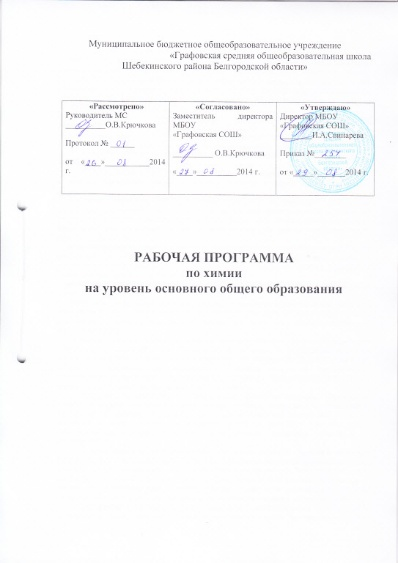 Муниципальное бюджетное общеобразовательное учреждение
«Графовская средняя общеобразовательная школа
Шебекинского района Белгородской области»
«Рассмотрено»
Руководитель МС
О.В.Крючкова
Протокол № 01
от «26» 08 2014
г.
«Согласовано»
Заместитель директора
МБОУ
«Графовская СОШ»
О.В.Крючкова
«27» 08 2014 г.
«Утверждаю»
Директор МБОУ
«Графовская СОШ»
И.А.Свинарева
Приказ № 254
от «29» 08 2014 г.
РАБОЧАЯ ПРОГРАММА
по химии
на уровень основного общего образования